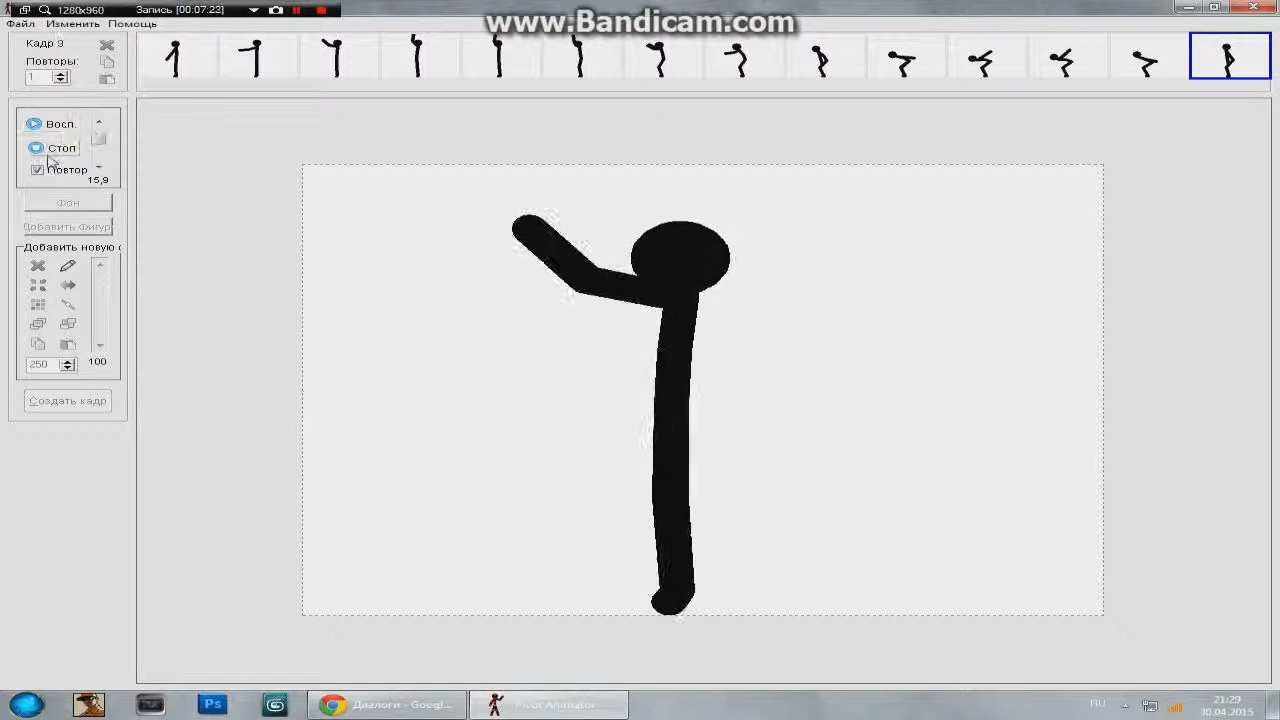 1280x960 Запись [00:07:23]
www.Bandicam.com
Файл Изменить Помощь
Кадр 9
Повторы:
1
Восп.
Стоп
Повтор
15,9
Фон
Добавить Фигур
Добавить новую
250 100
Создать кадр
Ps
Диалоги - Googl...
Pivot Animator
RU
21:29
30.04.2015